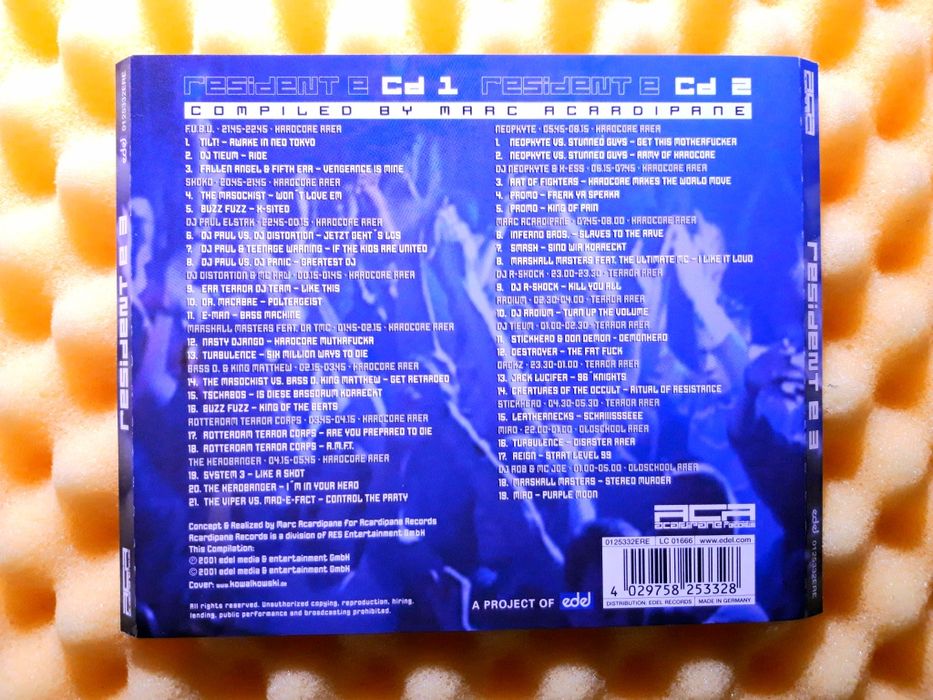 resident e Cd 1
resident e Cd 2
COMPILED BY MARC ACARDIPANE
F.U.B.U. · 21.45-22.45 · HARDCORE AREA
1. TILT! – AWAKE IN NEO TOKYO
2. DJ TIEUM – RIDE
3. FALLEN ANGEL & FIFTH ERA – VENGEANCE IS MINE
SHOKO · 20.45-21.45 · HARDCORE AREA
4. THE MASOCHIST – WON´T LOVE EM
5. BUZZ FUZZ – X-SITED
DJ PAUL ELSTAK · 22.45-00.15 · HARDCORE AREA
6. DJ PAUL VS. DJ DISTORTION – JETZT GEHT´S LOS
7. DJ PAUL & TEENAGE WARNING – IF THE KIDS ARE UNITED
8. DJ PAUL VS. DJ PANIC – GREATEST DJ
DJ DISTORTION & MC RAW · 00.15-01.45 · HARDCORE AREA
9. ERA TERROR DJ TEAM – LIKE THIS
10. DR. MACABRE – POLTERGEIST
11. E-MAN – BASS MACHINE
MARSHALL MASTERS FEAT. DA TMC · 01.45-02.15 · HARDCORE AREA
12. NASTY DJANGO – HARDCORE MUTHAFUCKA
13. TURBULENCE – SIX MILLION WAYS TO DIE
BASS D. & KING MATTHEW · 02.15-03.45 · HARDCORE AREA
14. THE MASOCHIST VS. BASS D. KING MATTHEW – GET RETARDED
15. TSCHABOS – IS DIESE BASSDRUM KORRECKT
16. BUZZ FUZZ – KING OF THE BEATS
ROTTERDAM TERROR CORPS · 03.45-04.15 · HARDCORE AREA
17. ROTTERDAM TERROR CORPS – ARE YOU PREPARED TO DIE
18. ROTTERDAM TERROR CORPS – R.M.F.T.
THE HEADBANGER · 04.15-05.45 · HARDCORE AREA
19. SYSTEM 3 – LIKE A SHOT
20. THE HEADBANGER – I´M IN YOUR HEAD
21. THE VIPER VS. MAD-E-FACT – CONTROL THE PARTY
NEOPHYTE · 05.45-06.15 · HARDCORE AREA
1. NEOPHYTE VS. STUNNED GUYS – GET THIS MOTHERFUCKER
2. NEOPHYTE VS. STUNNED GUYS – ARMY OF HARDCORE
DJ NEOPHYTE & X-ESS · 06.15-07.45 · HARDCORE AREA
3. ART OF FIGHTERS – HARDCORE MAKES THE WORLD MOVE
4. PROMO – FREAK YA SPEAKA
5. PROMO – KING OF PAIN
MARC ACARDIPANE · 07.45-08.00 · HARDCORE AREA
6. INFERNO BROS. – SLAVES TO THE RAVE
7. SMASH – SIND WIR KORRECKT
8. MARSHALL MASTERS FEAT. THE ULTIMATE MC – I LIKE IT LOUD
DJ R-SHOCK · 23.00-23.30 · TERROR AREA
9. DJ R-SHOCK – KILL YOU ALL
RADIUM · 02.30-04.00 · TERROR AREA
10. DJ RADIUM – TURN UP THE VOLUME
DJ TIEUM · 01.00-02.30 · TERROR AREA
11. STICKHEAD & DON DEMON – DEMONHEAD
12. DESTROYER – THE FAT FUCK
DROKZ · 23.30-01.00 · TERROR AREA
13. JACK LUCIFER – 96´KNIGHTS
14. CREATURES OF THE OCCULT – RITUAL OF RESISTANCE
STICKHEAD · 04.30-05.30 · TERROR AREA
15. LEATHERNECKS – SCHAIIISSSEEE
MIRO · 22.00-01.00 · OLDSCHOOL AREA
16. TURBULENCE – DISASTER AREA
17. REIGN – START LEVEL 99
DJ ROB & MC JOE · 01.00-05.00 · OLDSCHOOL AREA
18. MARSHALL MASTERS – STEREO MURDER
19. MIRO – PURPLE MOON
Concept & Realized by Marc Acardipane for Acardipane Records
Acardipane Records is a division of RES Entertainment GmbH
This Compilation:
℗ 2001 edel media & entertainment GmbH
© 2001 edel media & entertainment GmbH
Cover: www.kowalkowski.de
All rights reserved. Unauthorized copying, reproduction, hiring,
lending, public performance and broadcasting prohibited.
A PROJECT OF edel
ACA
acardipane records
0125332ERE LC 01666 www.edel.com
4 029758 253328
DISTRIBUTION: EDEL RECORDS MADE IN GERMANY
resident e 3
edel 0125332ERE
ACA
resident e 3
edel 0125332ERE
ACA